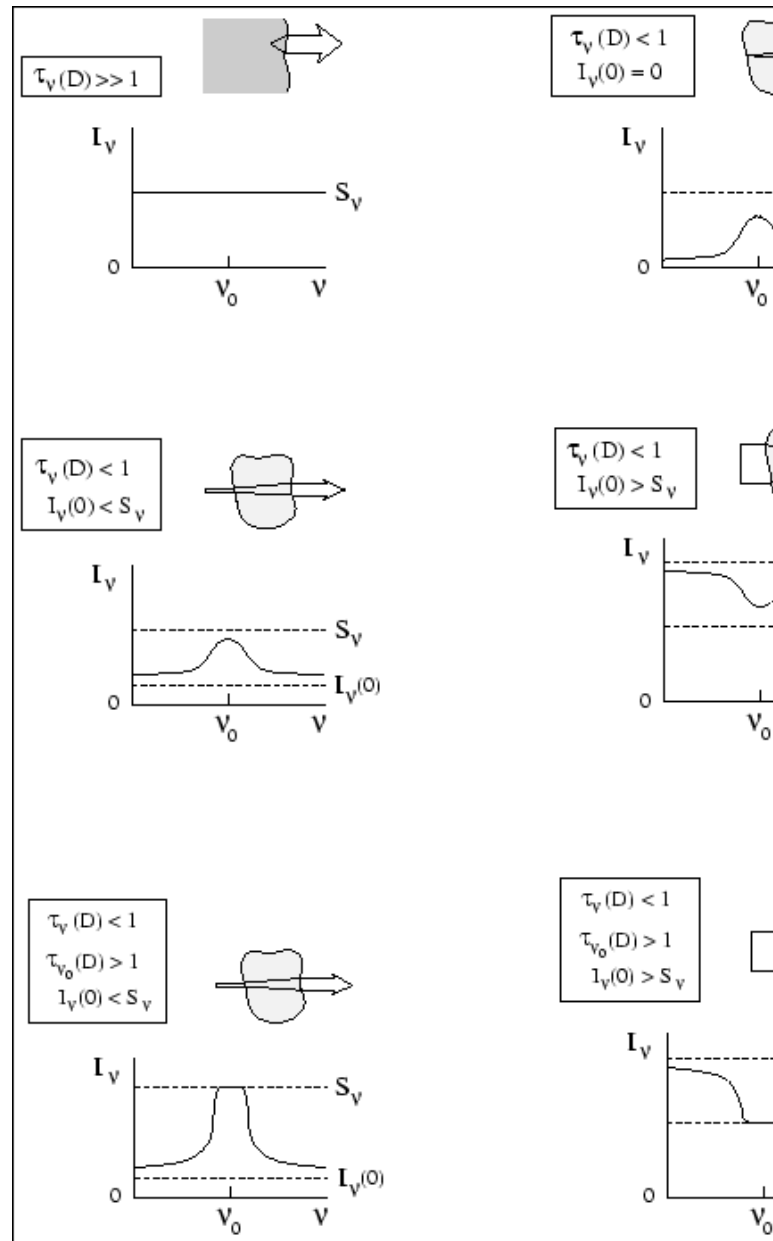 τν (D) >> 1
Iν
Sν
0
ν₀
ν
τν (D) < 1
Iν(0) = 0
Iν
0
ν₀
τν (D) < 1
Iν(0) < Sν
Iν
Sν
Iν(0)
0
ν₀
ν
τν (D) < 1
Iν(0) > Sν
Iν
0
ν₀
τν (D) < 1
τν₀(D) > 1
Iν(0) < Sν
Iν
Sν
Iν(0)
0
ν₀
ν
τν (D) < 1
τν₀(D) > 1
Iν(0) > Sν
Iν
0
ν₀